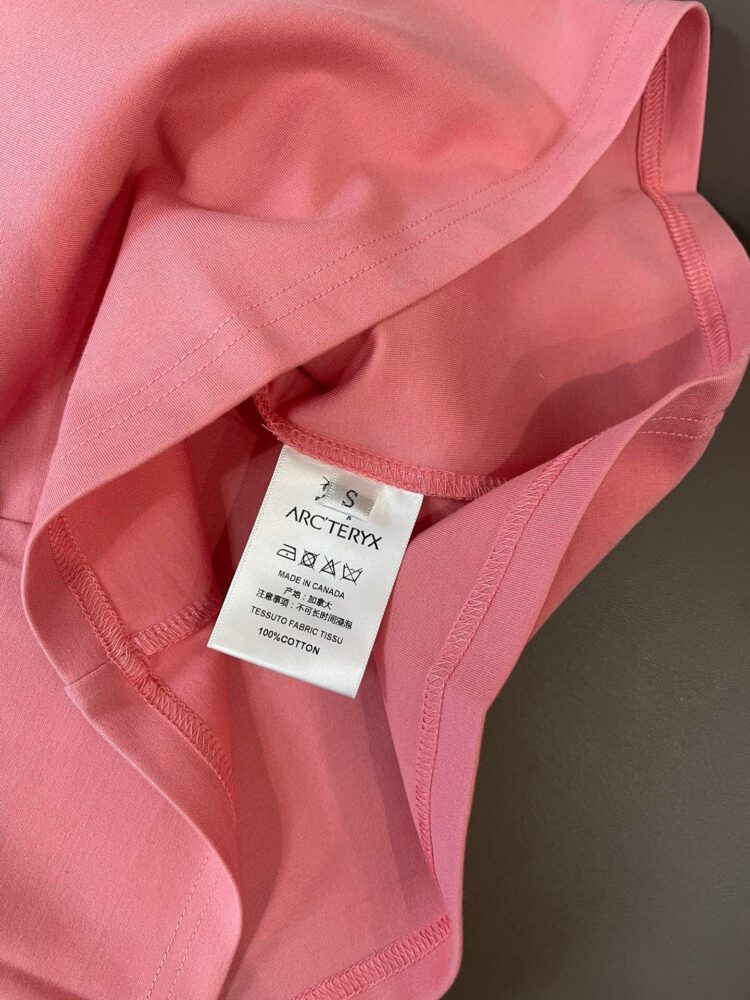 S
ARC'TERYX
MADE IN CANADA
产地：加拿大
注意事项：不可长时间浸泡
TESSUTO FABRIC TISSU
100%COTTON